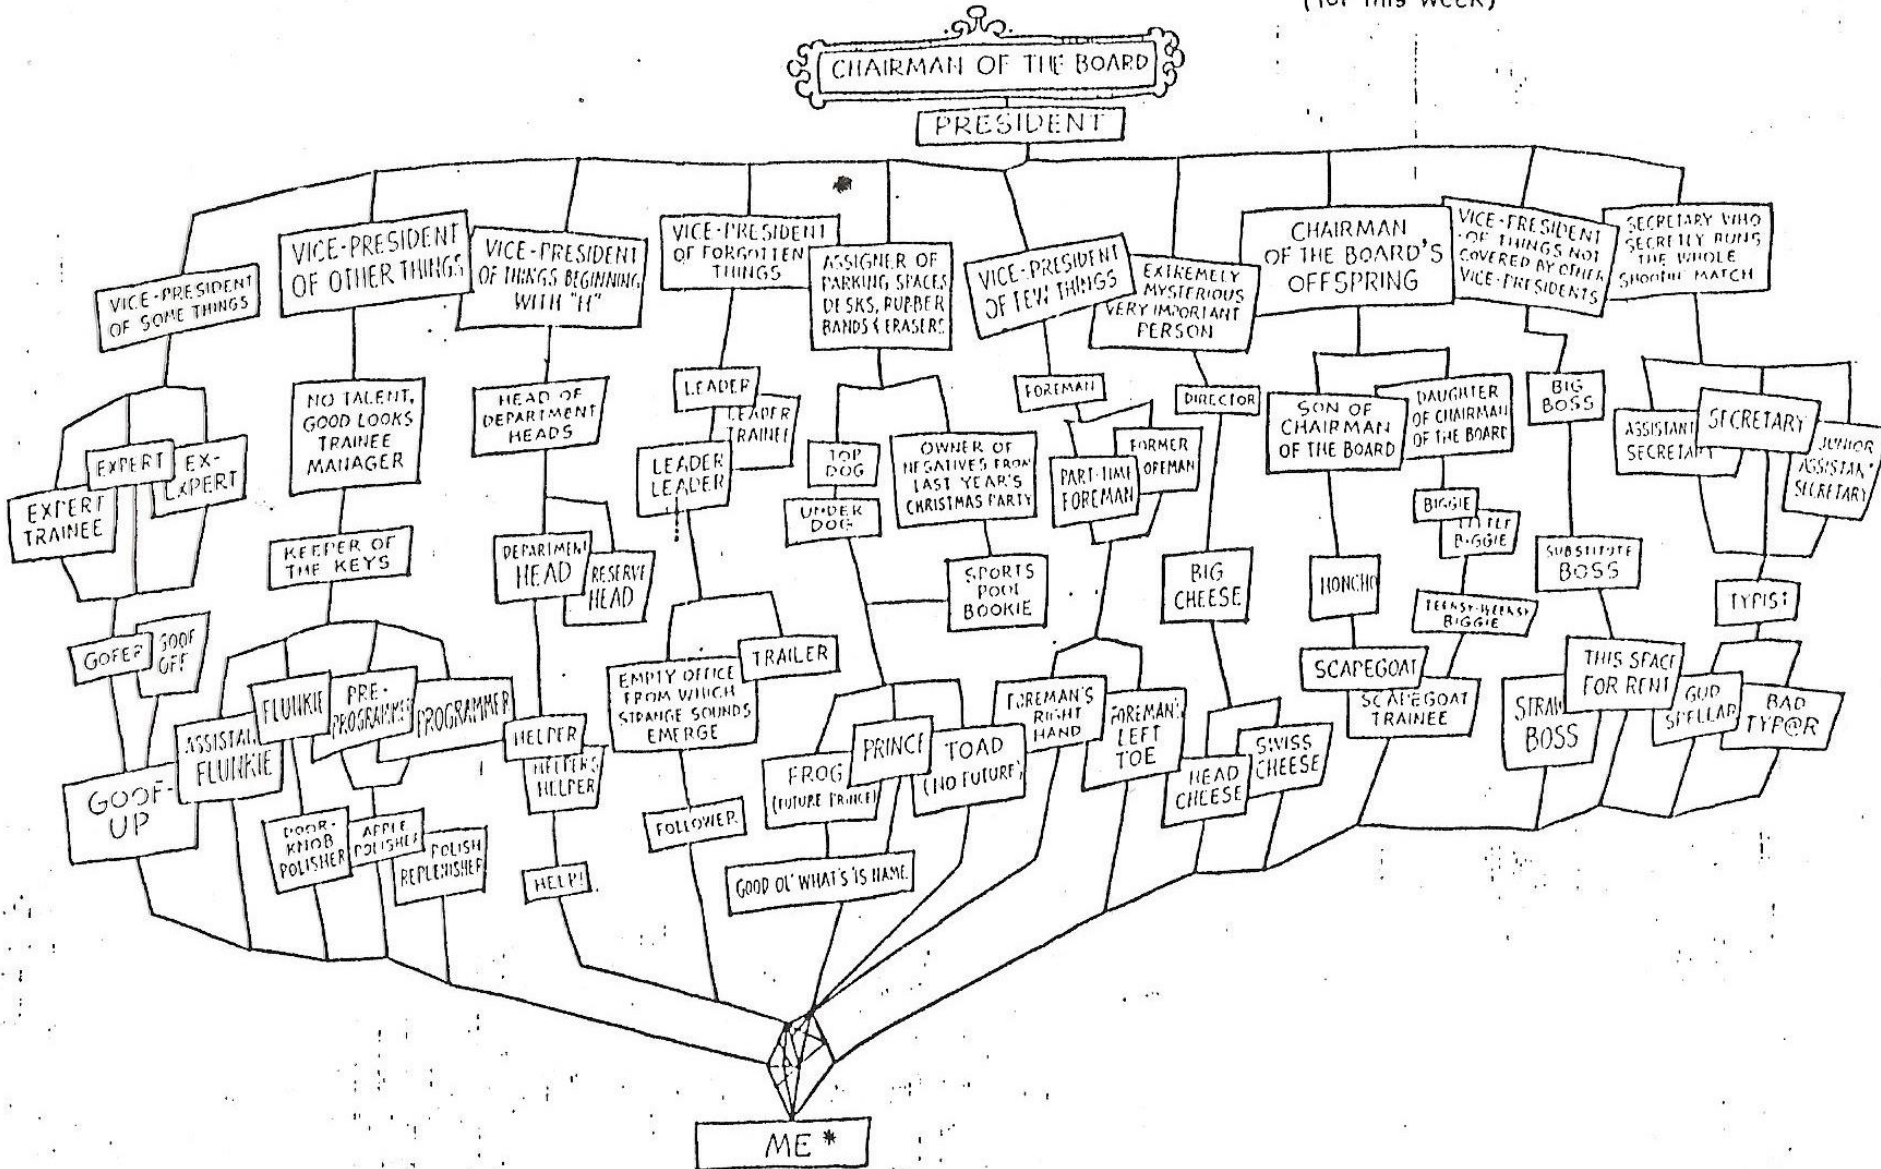 (for this week)
CHAIRMAN OF THE BOARD
PRESIDENT
VICE-PRESIDENT
OF SOME THINGS
VICE-PRESIDENT
OF OTHER THINGS
VICE-PRESIDENT
OF THINGS BEGINNING
WITH "H"
VICE-PRESIDENT
OF FORGOTTEN
THINGS
ASSIGNER OF
PARKING SPACES
DESKS, RUBBER
BANDS & ERASERS
VICE-PRESIDENT
OF FEW THINGS
EXTREMELY
MYSTERIOUS
VERY IMPORTANT
PERSON
CHAIRMAN
OF THE BOARD'S
OFFSPRING
VICE-PRESIDENT
OF THINGS NOT
COVERED BY OTHER
VICE-PRESIDENTS
SECRETARY WHO
SECRETLY RUNS
THE WHOLE
SHOOTIN' MATCH
EXPERT
TRAINEE
EXPERT
EX-
EXPERT
NO TALENT,
GOOD LOOKS
TRAINEE
MANAGER
HEAD OF
DEPARTMENT
HEADS
LEADER
LEADER
TRAINEE
LEADER
LEADER
TOP
DOG
UNDER
DOG
OWNER OF
NEGATIVES FROM
LAST YEAR'S
CHRISTMAS PARTY
FOREMAN
PART-TIME
FOREMAN
FORMER
FOREMAN
DIRECTOR
SON OF
CHAIRMAN
OF THE BOARD
DAUGHTER
OF CHAIRMAN
OF THE BOARD
BIG
BOSS
ASSISTANT
SECRETARY
SECRETARY
JUNIOR
ASSISTANT
SECRETARY
KEEPER OF
THE KEYS
DEPARTMENT
HEAD
RESERVE
HEAD
SPORTS
POOL
BOOKIE
BIG
CHEESE
HONCHO
BIGGIE
LITTLE
BIGGIE
TEENSY-WEENSY
BIGGIE
SUBSTITUTE
BOSS
TYPIST
GOFER
GOOF
OFF
GOOF-
UP
ASSISTANT
FLUNKIE
FLUNKIE
PRE-
PROGRAMMER
PROGRAMMER
HELPER
HELPER'S
HELPER
EMPTY OFFICE
FROM WHICH
STRANGE SOUNDS
EMERGE
TRAILER
FROG
(FUTURE PRINCE)
PRINCE
TOAD
(NO FUTURE)
FOREMAN'S
RIGHT
HAND
FOREMAN'S
LEFT
TOE
HEAD
CHEESE
SWISS
CHEESE
SCAPEGOAT
SCAPEGOAT
TRAINEE
STRAW
BOSS
THIS SPACE
FOR RENT
GUD
SPELLAR
BAD
TYP@R
DOOR-
KNOB
POLISHER
APPLE
POLISHER
POLISH
REPLENISHER
HELP!
FOLLOWER
GOOD OL' WHAT'S 'IS NAME
ME *